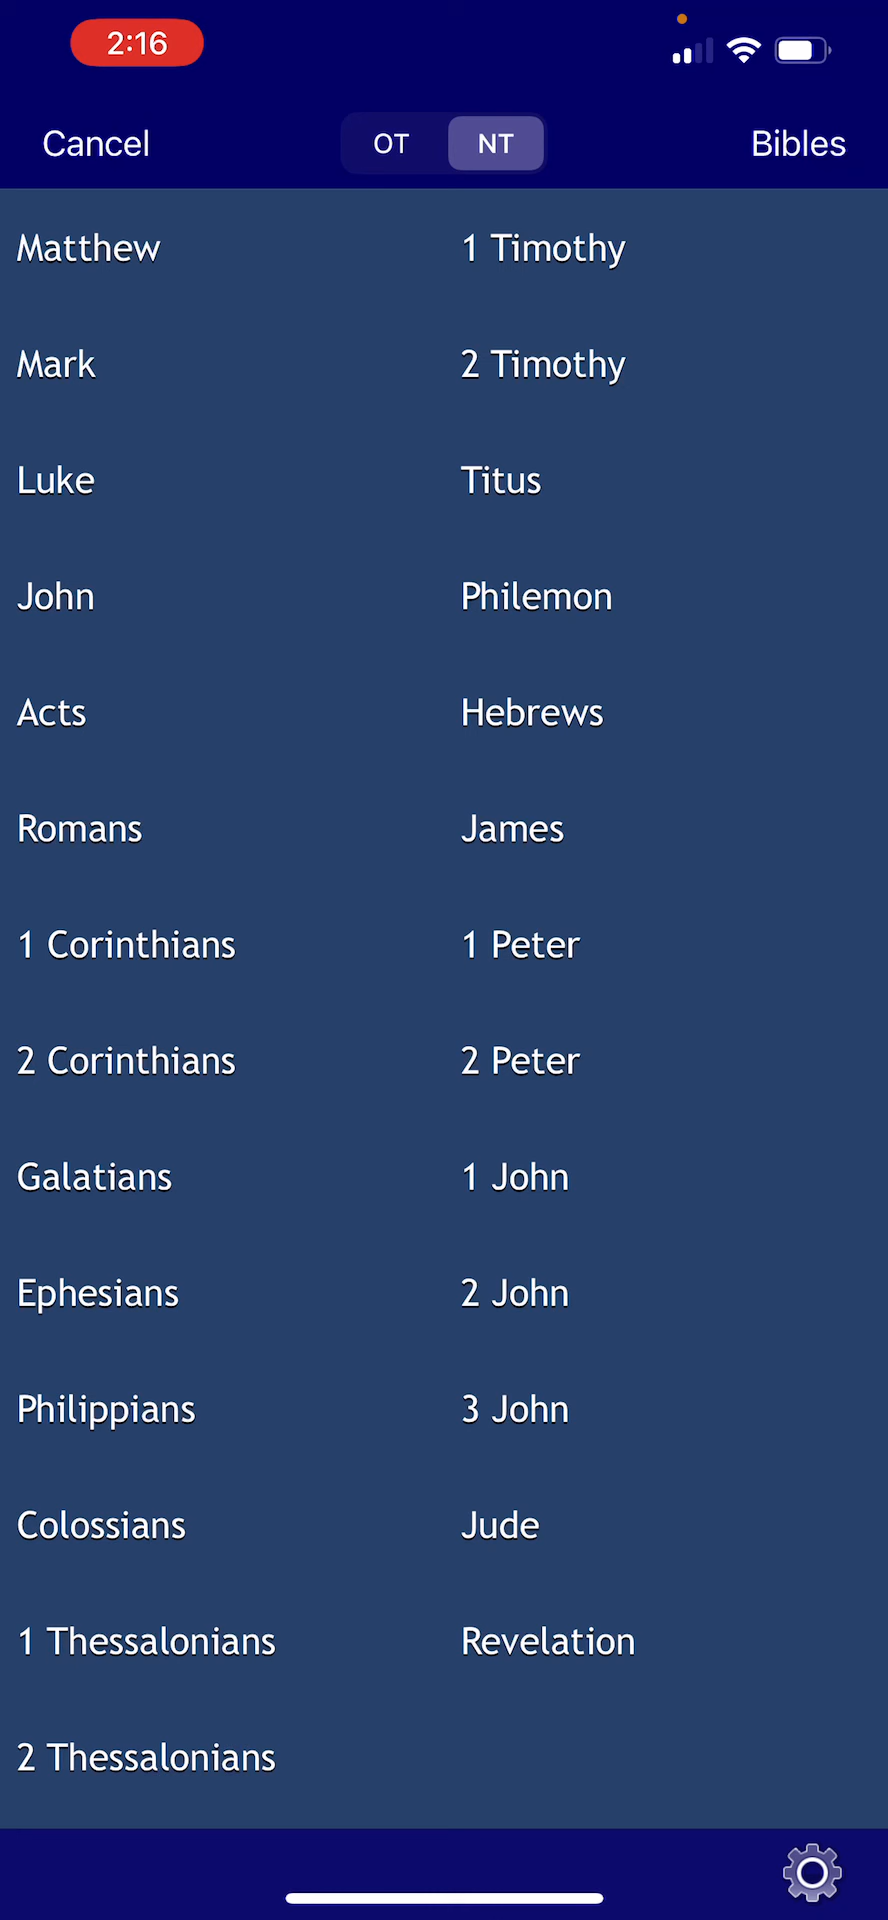 2:16
Cancel OT NT Bibles
Matthew
Mark
Luke
John
Acts
Romans
1 Corinthians
2 Corinthians
Galatians
Ephesians
Philippians
Colossians
1 Thessalonians
2 Thessalonians
1 Timothy
2 Timothy
Titus
Philemon
Hebrews
James
1 Peter
2 Peter
1 John
2 John
3 John
Jude
Revelation